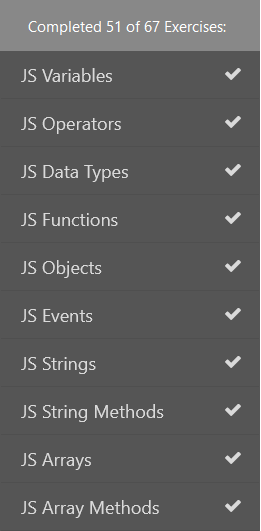 Completed 51 of 67 Exercises:
JS Variables
JS Operators
JS Data Types
JS Functions
JS Objects
JS Events
JS Strings
JS String Methods
JS Arrays
JS Array Methods